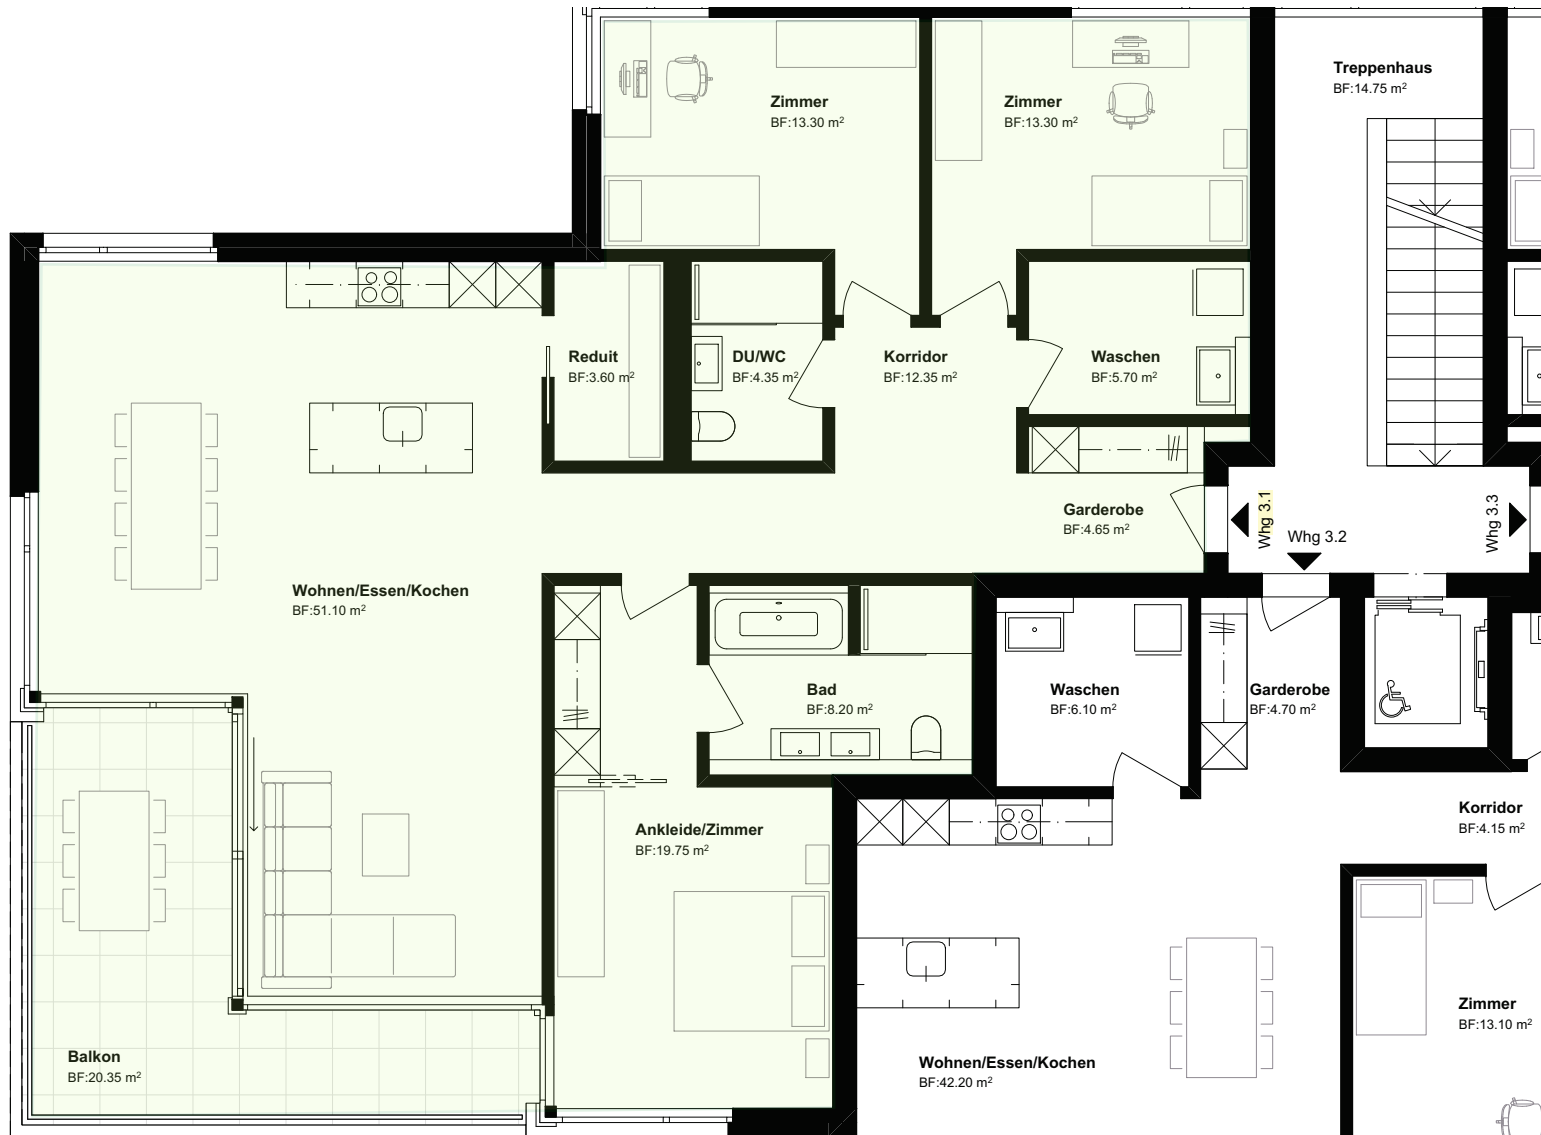 Treppenhaus
BF:14.75 m²
Zimmer
BF:13.30 m²
Zimmer
BF:13.30 m²
Reduit
BF:3.60 m²
DU/WC
BF:4.35 m²
Korridor
BF:12.35 m²
Waschen
BF:5.70 m²
Garderobe
BF:4.65 m²
Whg 3.1
Whg 3.2
Whg 3.3
Wohnen/Essen/Kochen
BF:51.10 m²
Bad
BF:8.20 m²
Waschen
BF:6.10 m²
Garderobe
BF:4.70 m²
Ankleide/Zimmer
BF:19.75 m²
Korridor
BF:4.15 m²
Zimmer
BF:13.10 m²
Balkon
BF:20.35 m²
Wohnen/Essen/Kochen
BF:42.20 m²